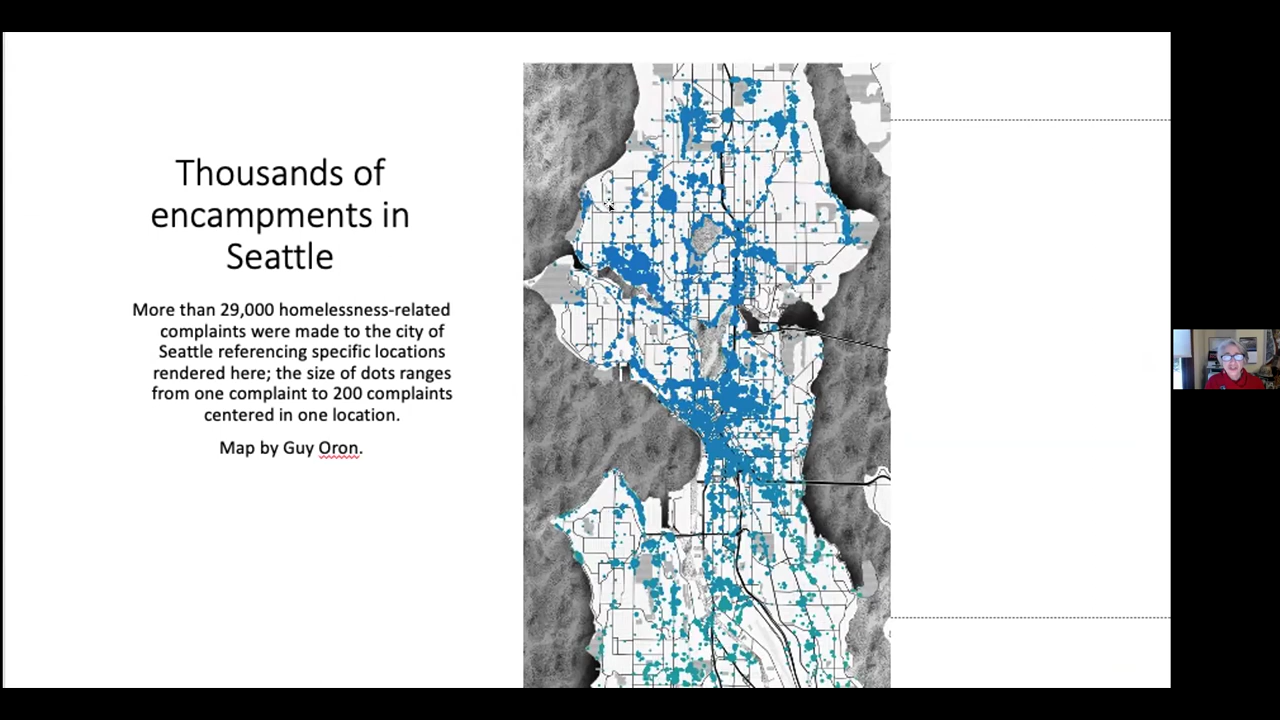 Thousands of
encampments in
Seattle
More than 29,000 homelessness-related
complaints were made to the city of
Seattle referencing specific locations
rendered here; the size of dots ranges
from one complaint to 200 complaints
centered in one location.
Map by Guy Oron.